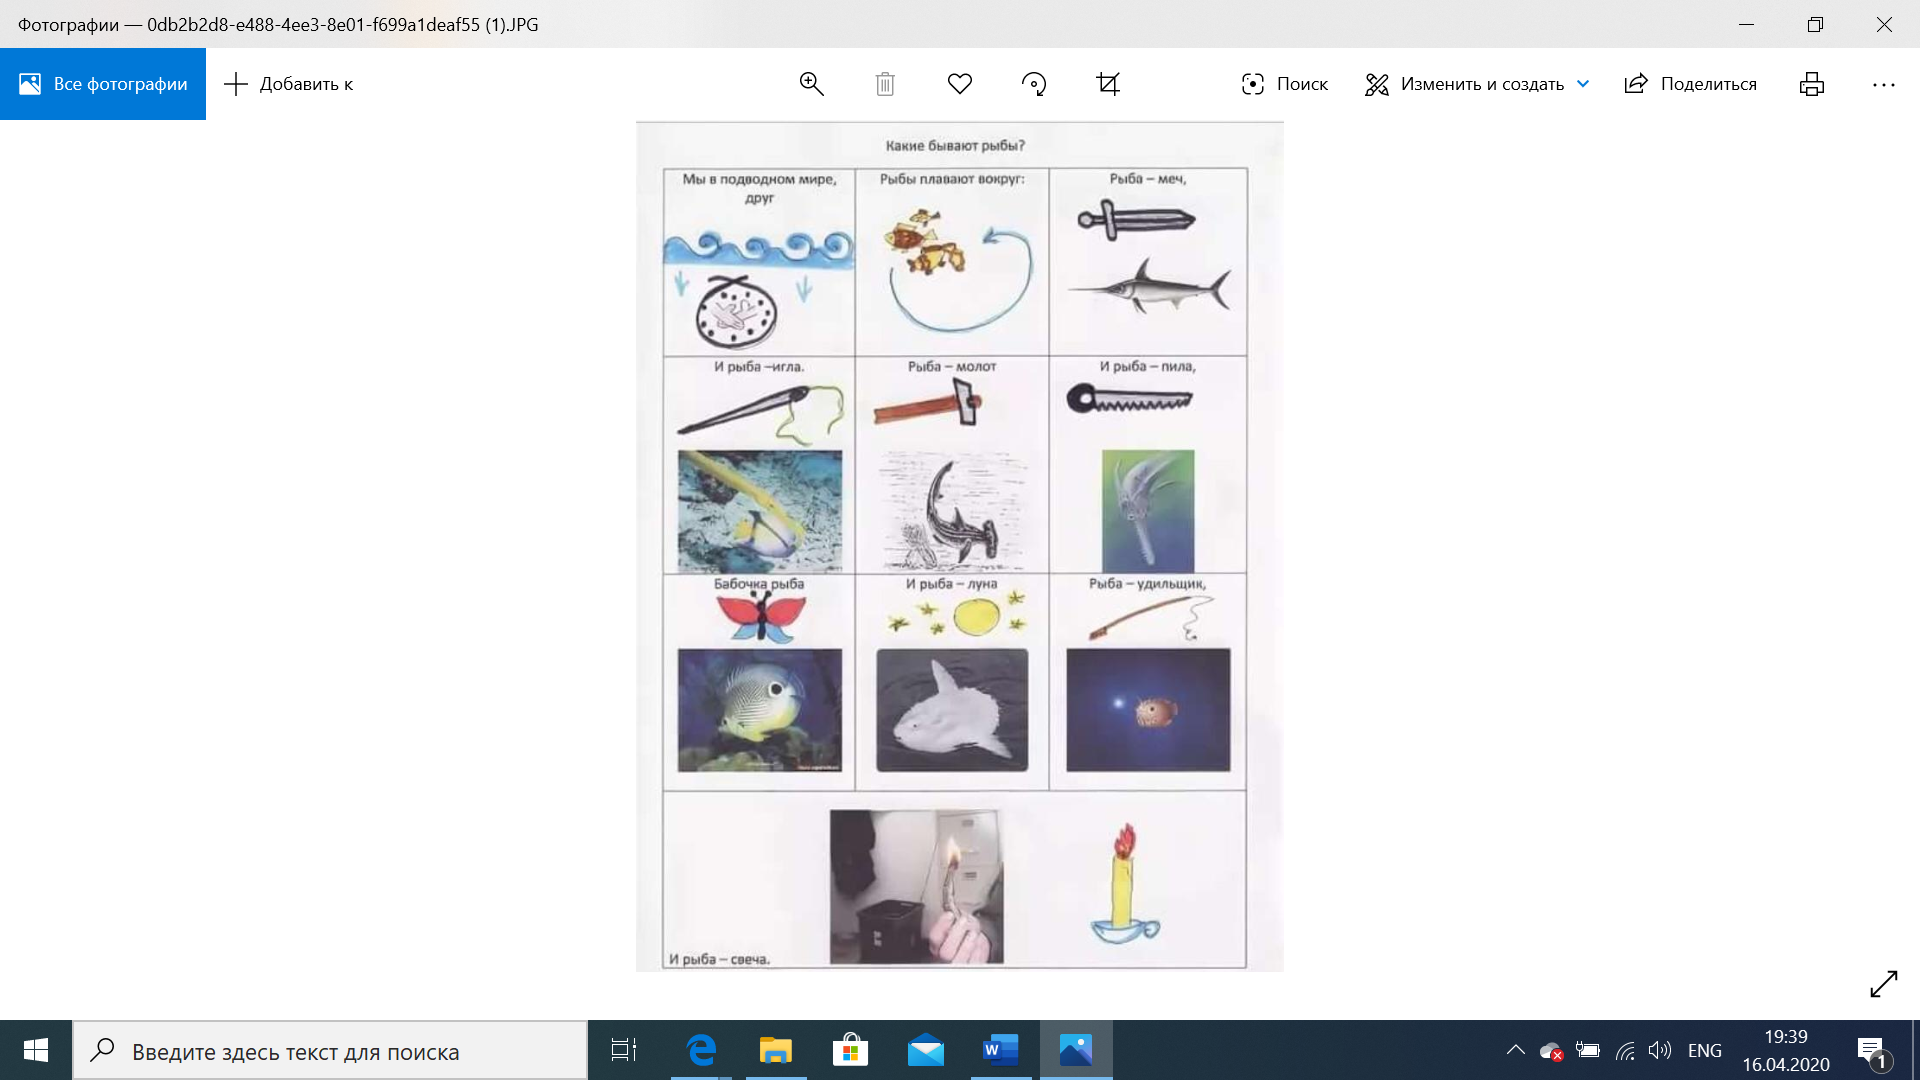 Фотографии — 0db2b2d8-e488-4ee3-8e01-f699a1deaf55 (1).JPG
Все фотографии
Добавить к
Поиск
Изменить и создать
Поделиться
Какие бывают рыбы?
Мы в подводном мире,
друг
Рыбы плавают вокруг:
Рыба – меч,
И рыба –игла.
Рыба – молот
И рыба – пила,
Бабочка рыба
И рыба – луна
Рыба – удильщик,
И рыба – свеча.
Введите здесь текст для поиска
ENG
19:39
16.04.2020
1